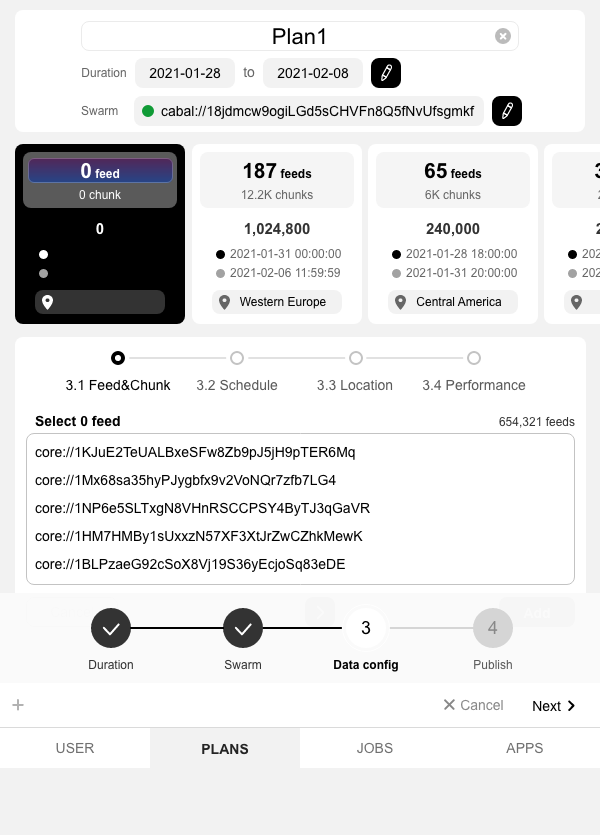 Plan1
Duration 2021-01-28 to 2021-02-08
Swarm cabal://18jdmcw9ogiLGd5sCHVFn8Q5fNvUfsgmkf
0 feed
0 chunk
0
187 feeds
12.2K chunks
1,024,800
2021-01-31 00:00:00
2021-02-06 11:59:59
Western Europe
65 feeds
6K chunks
240,000
2021-01-28 18:00:00
2021-01-31 20:00:00
Central America
3.1 Feed&Chunk 3.2 Schedule 3.3 Location 3.4 Performance
Select 0 feed 654,321 feeds
core://1KJuE2TeUALBxeSFw8Zb9pJ5jH9pTER6Mq
core://1Mx68sa35hyPJygbfx9v2VoNQr7zfb7LG4
core://1NP6e5SLTxgN8VHnRSCCPSY4ByTJ3qGaVR
core://1HM7HMBy1sUxxzN57XF3XtJrZwCZhkMewK
core://1BLPzaeG92cSoX8Vj19S36yEcjoSq83eDE
Add
3 4
Duration Swarm Data config Publish
+ Cancel Next
USER PLANS JOBS APPS